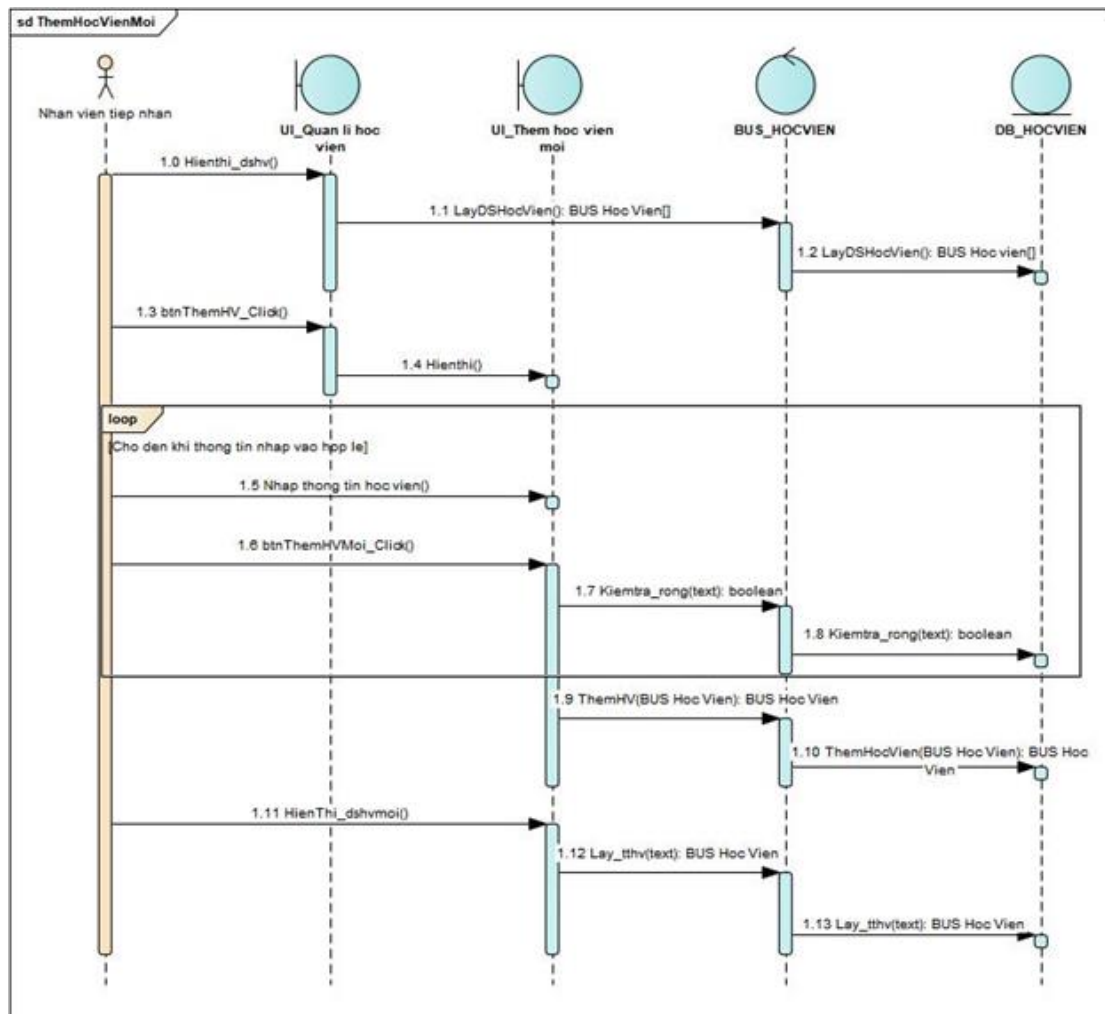 sd ThemHocVienMoi
Nhan vien tiep nhan
UI_Quan li hoc
vien
UI_Them hoc vien
moi
BUS_HOCVIEN
DB_HOCVIEN
1.0 Hienthi_dshv()
1.1 LayDSHocVien(): BUS Hoc Vien[]
1.2 LayDSHocVien(): BUS Hoc vien[]
1.3 btnThemHV_Click()
1.4 Hienthi()
loop
[Cho den khi thong tin nhap vao hop le]
1.5 Nhap thong tin hoc vien()
1.6 btnThemHVMoi_Click()
1.7 Kiemtra_rong(text): boolean
1.8 Kiemtra_rong(text): boolean
1.9 ThemHV(BUS Hoc Vien): BUS Hoc Vien
1.10 ThemHocVien(BUS Hoc Vien): BUS Hoc
Vien
1.11 HienThi_dshvmoi()
1.12 Lay_tthv(text): BUS Hoc Vien
1.13 Lay_tthv(text): BUS Hoc Vien